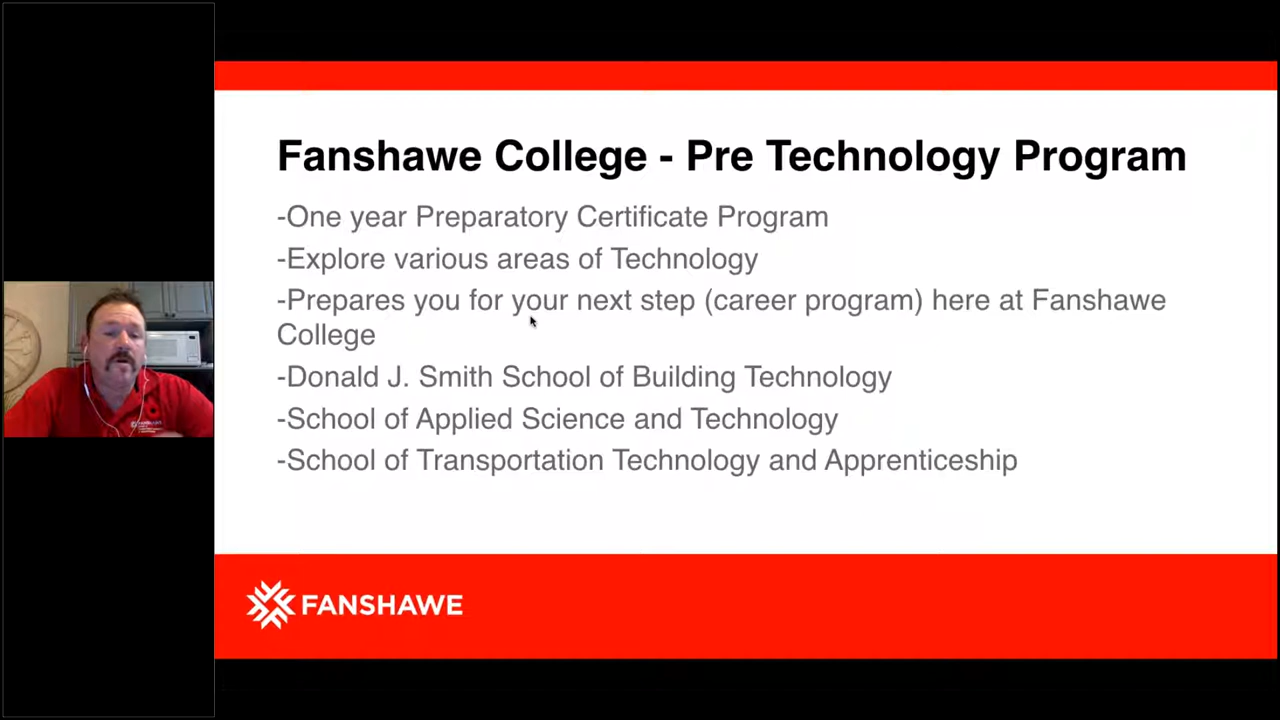 Fanshawe College - Pre Technology Program
-One year Preparatory Certificate Program
-Explore various areas of Technology
-Prepares you for your next step (career program) here at Fanshawe
College
-Donald J. Smith School of Building Technology
-School of Applied Science and Technology
-School of Transportation Technology and Apprenticeship
FANSHAWE